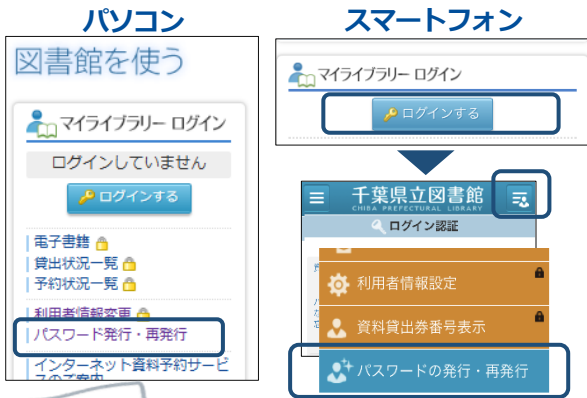 パソコン
図書館を使う
マイライブラリー ログイン
ログインしていません
ログインする
電子書籍
貸出状況一覧
予約状況一覧
利用者情報変更
パスワード発行・再発行
インターネット資料予約サービ
スのご案内
スマートフォン
マイライブラリー ログイン
ログインする
千葉県立図書館
CHIBA PREFECTURAL LIBRARY
ログイン認証
利用者情報設定
資料貸出券番号表示
パスワードの発行・再発行